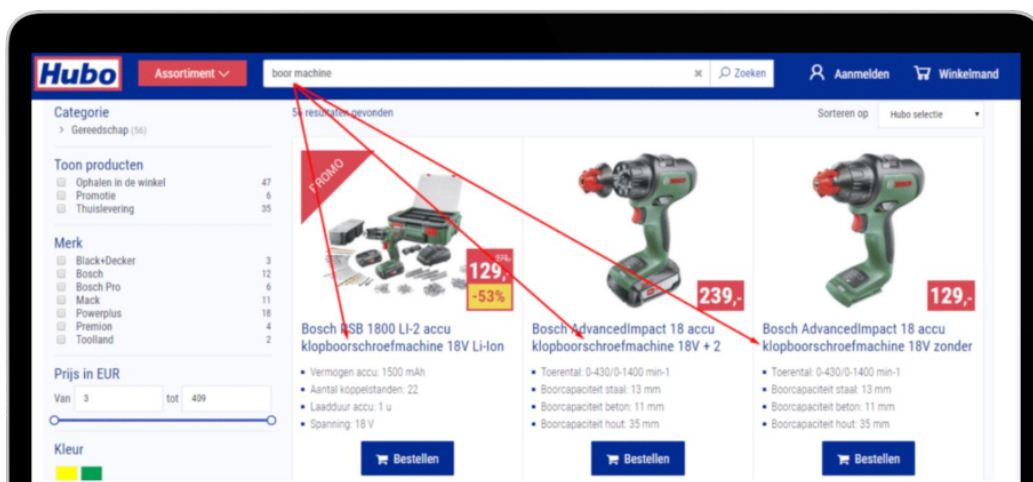 Hubo
Assortiment
boor machine
Zoeken
Aanmelden
Winkelmand
Categorie
Gereedschap (56)
Toon producten
Ophalen in de winkel 47
Promotie 6
Thuislevering 35
Merk
Black+Decker 3
Bosch 12
Bosch Pro 6
Mack 11
Powerplus 18
Premion 4
Toolland 2
Prijs in EUR
Van 3 tot 409
Kleur
56 resultaten gevonden
Sorteren op Hubo selectie
PROMO
129,-
-53%
Bosch PSB 1800 LI-2 accu
klopboorschroefmachine 18V Li-Ion
Vermogen accu: 1500 mAh
Aantal koppelstanden: 22
Laadduur accu: 1 u
Spanning: 18 V
Bestellen
BOSCH
239,-
Bosch AdvancedImpact 18 accu
klopboorschroefmachine 18V + 2
Toerental: 0-430/0-1400 min-1
Boorcapaciteit staal: 13 mm
Boorcapaciteit beton: 11 mm
Boorcapaciteit hout: 35 mm
Bestellen
BOSCH
129,-
Bosch AdvancedImpact 18 accu
klopboorschroefmachine 18V zonder
Toerental: 0-430/0-1400 min-1
Boorcapaciteit staal: 13 mm
Boorcapaciteit beton: 11 mm
Boorcapaciteit hout: 35 mm
Bestellen